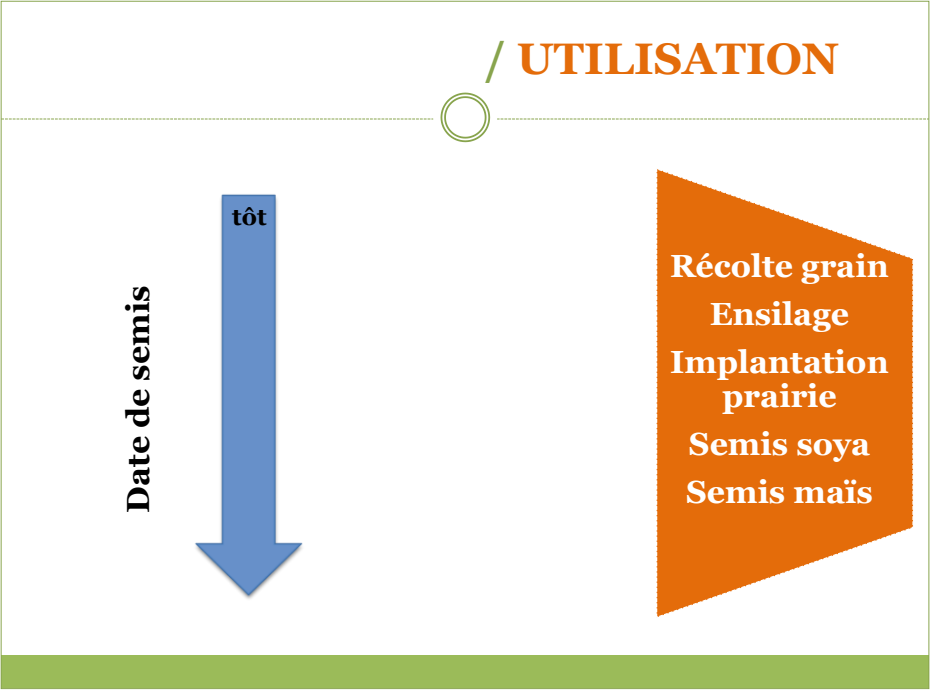 / UTILISATION
tôt
Date de semis
Récolte grain
Ensilage
Implantation
prairie
Semis soya
Semis maïs